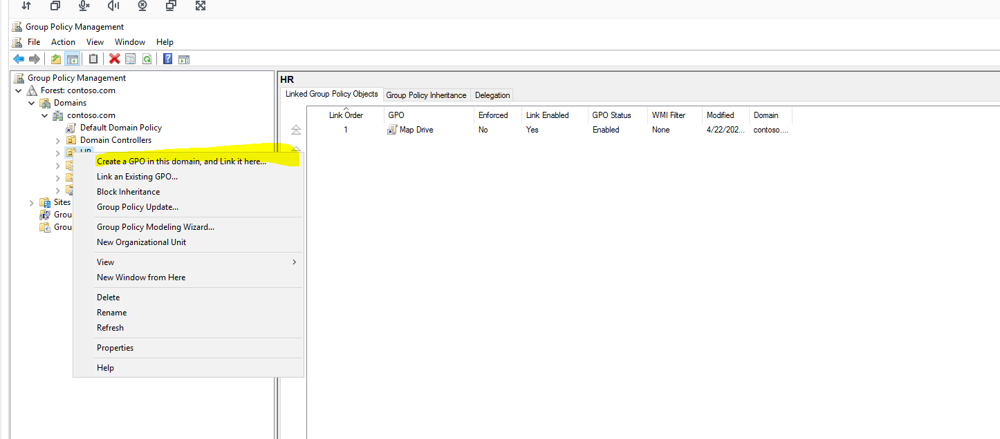 Group Policy Management
File Action View Window Help
Group Policy Management
Forest: contoso.com
Domains
contoso.com
Default Domain Policy
Domain Controllers
HR
Sites
Grou
Grou
Create a GPO in this domain, and Link it here...
Link an Existing GPO...
Block Inheritance
Group Policy Update...
Group Policy Modeling Wizard...
New Organizational Unit
View
New Window from Here
Delete
Rename
Refresh
Properties
Help
HR
Linked Group Policy Objects Group Policy Inheritance Delegation
Link Order GPO Enforced Link Enabled GPO Status WMI Filter Modified Domain
1 Map Drive No Yes Enabled None 4/22/202... contoso....